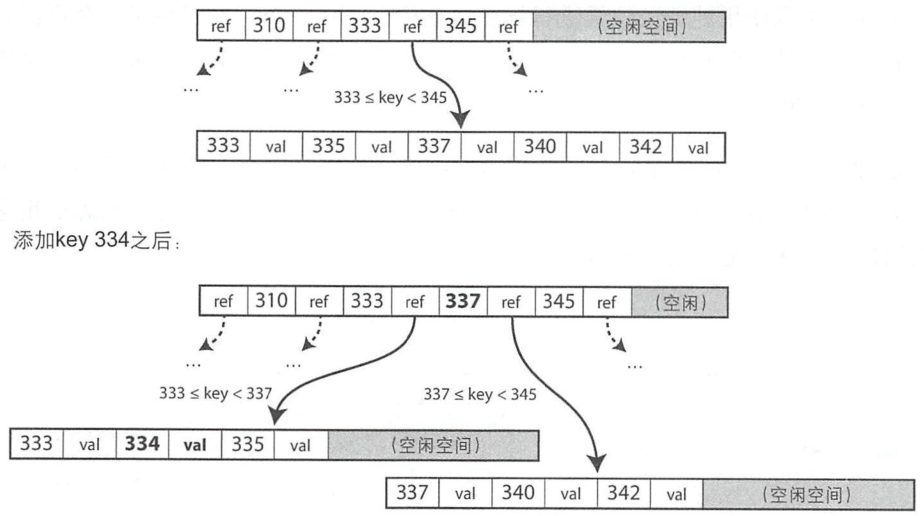 ref 310 ref 333 ref 345 ref （空闲空间）
... ... ...
333 ≤ key < 345
333 val 335 val 337 val 340 val 342 val
添加key 334之后：
ref 310 ref 333 ref 337 ref 345 ref （空闲）
... ... ...
333 ≤ key < 337 337 ≤ key < 345
333 val 334 val 335 val （空闲空间）
337 val 340 val 342 val （空闲空间）